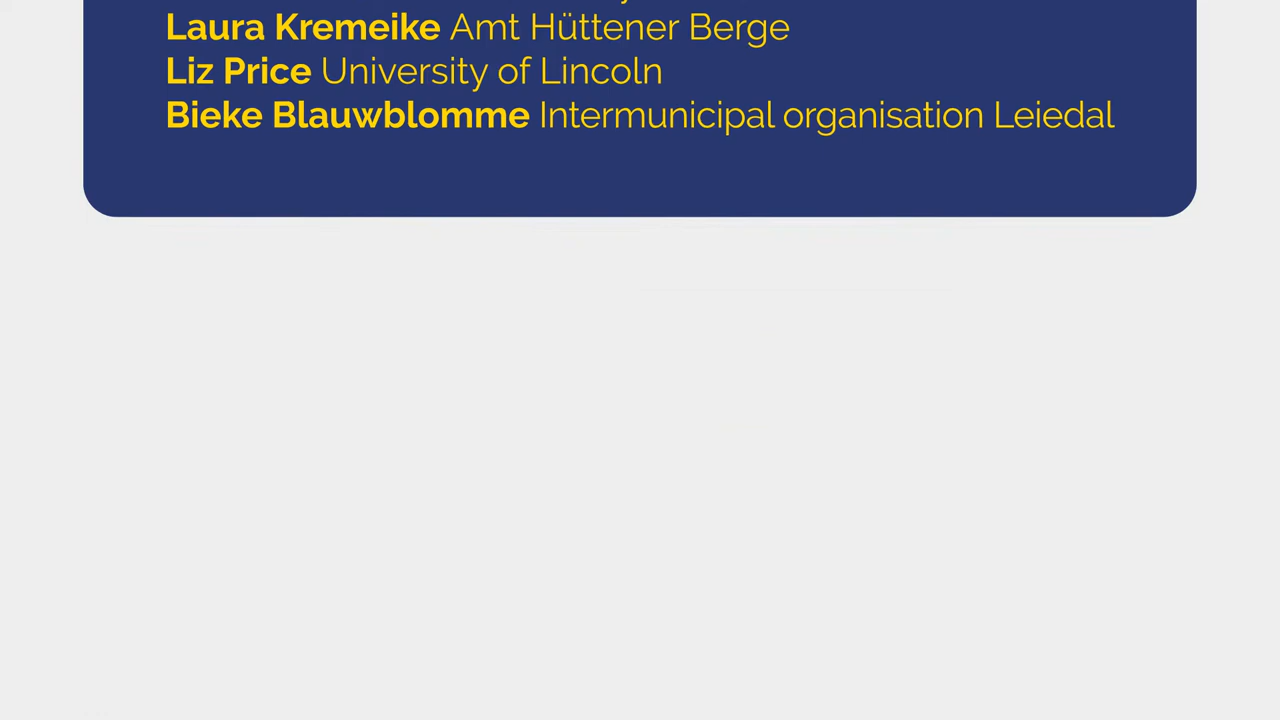 Laura Kremeike Amt Hüttener Berge
Liz Price University of Lincoln
Bieke Blauwblomme Intermunicipal organisation Leiedal